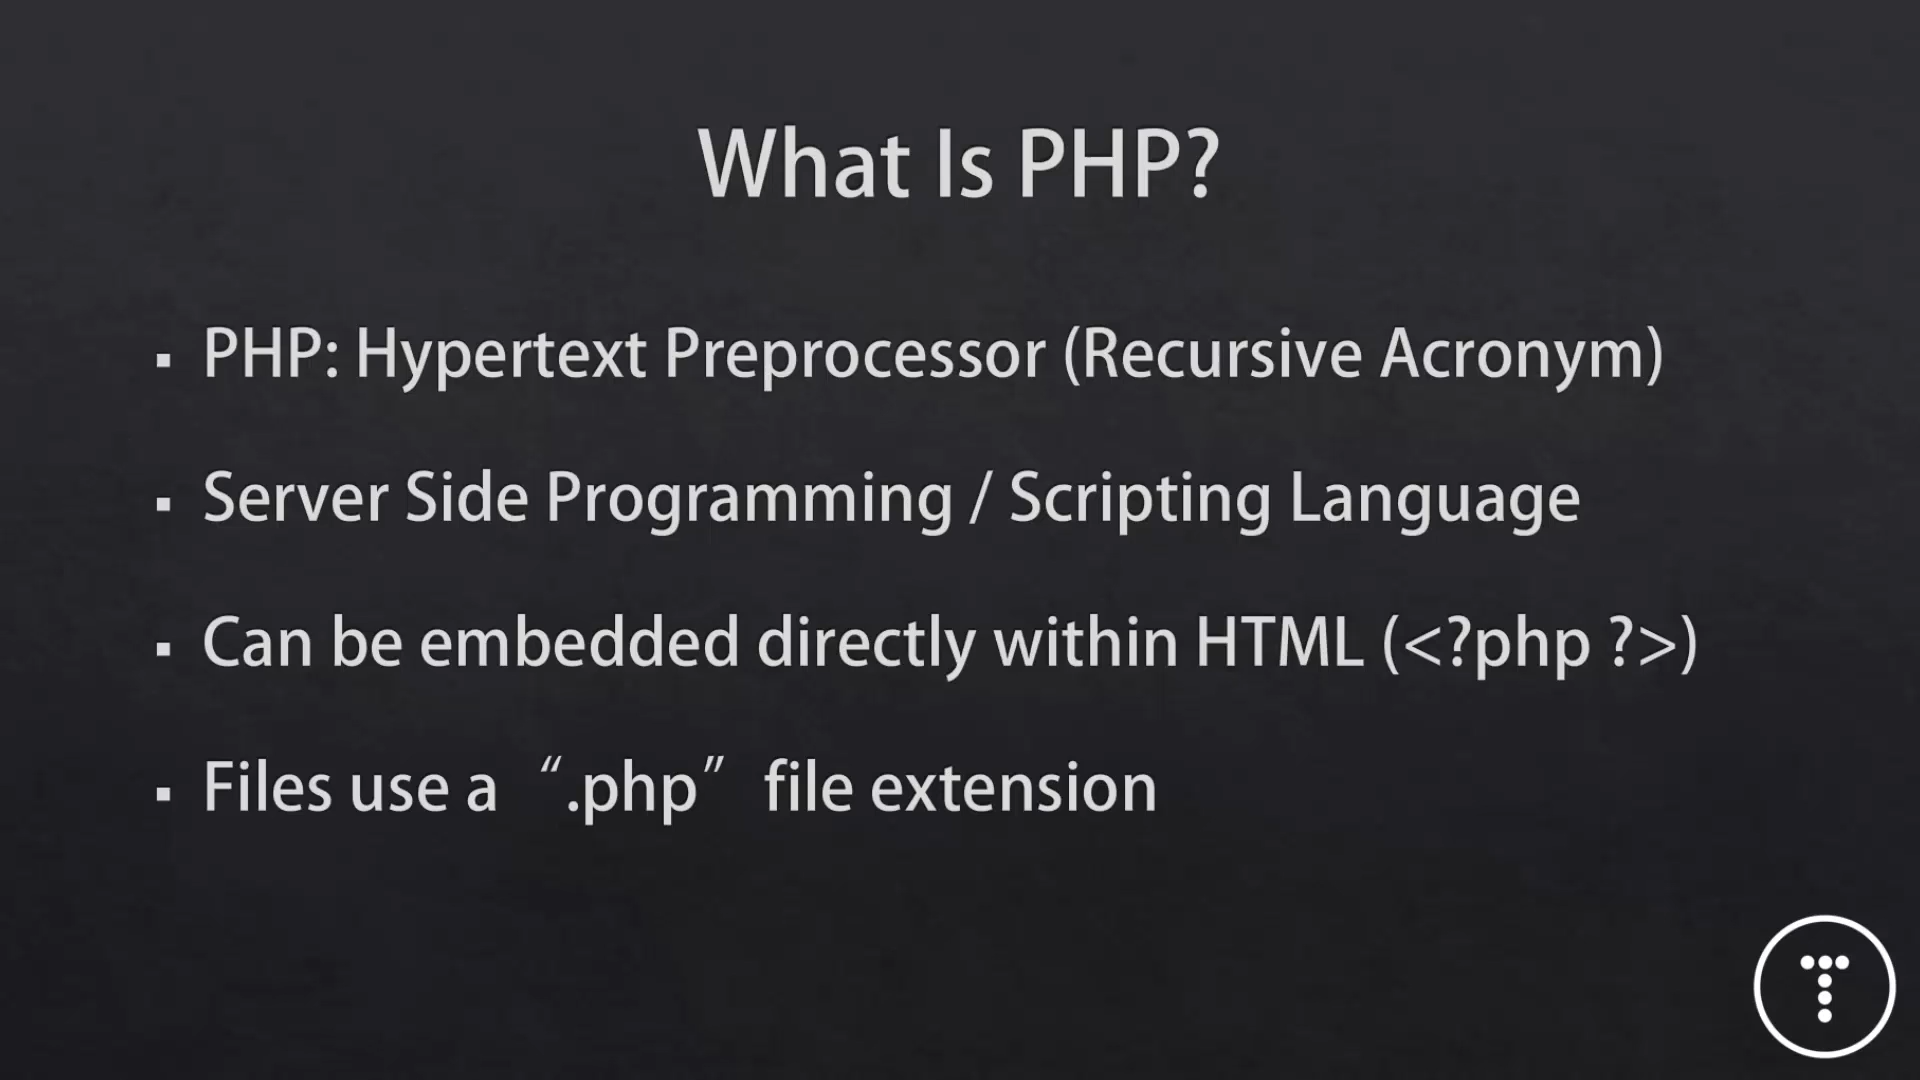 What Is PHP?
▪ PHP: Hypertext Preprocessor (Recursive Acronym)
▪ Server Side Programming / Scripting Language
▪ Can be embedded directly within HTML (<?php ?>)
▪ Files use a “.php” file extension
T